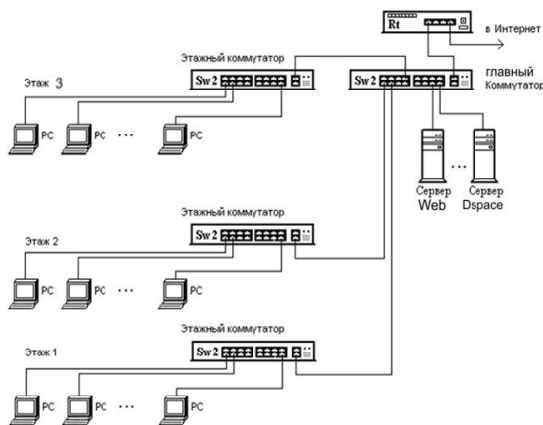 Rt
в Интернет
Этажный коммутатор
Sw 2
Sw 2
главный
Коммутатор
Этаж 3
PC
PC
...
PC
Сервер
Web
...
Сервер
Dspace
Этажный коммутатор
Sw 2
Этаж 2
PC
PC
...
PC
Этажный коммутатор
Sw 2
Этаж 1
PC
PC
...
PC